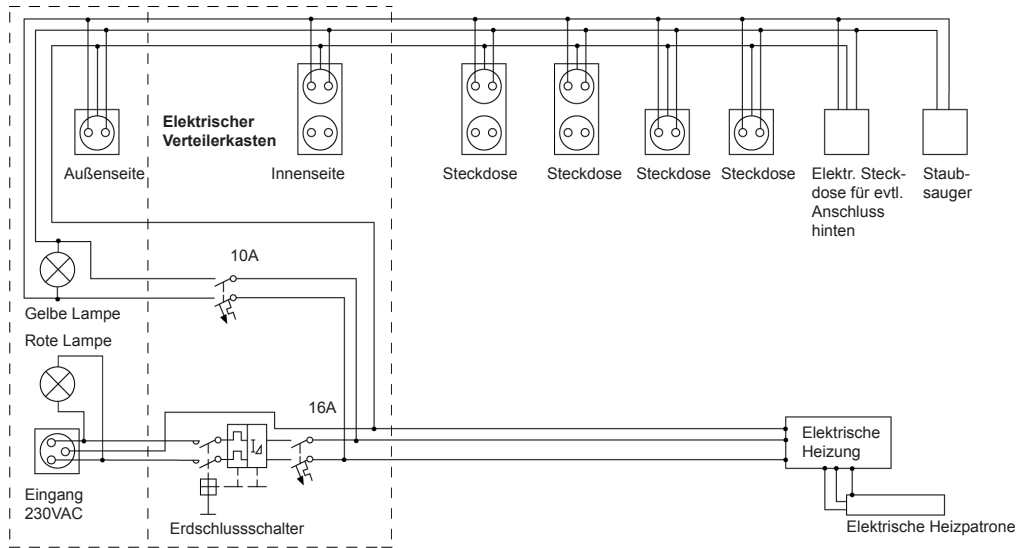 Elektrischer
Verteilerkasten
Außenseite
Innenseite
Steckdose
Steckdose
Steckdose
Steckdose
Elektr. Steck-
dose für evtl.
Anschluss
hinten
Staub-
sauger
10A
Gelbe Lampe
Rote Lampe
16A
Elektrische
Heizung
Eingang
230VAC
Erdschlussschalter
Elektrische Heizpatrone